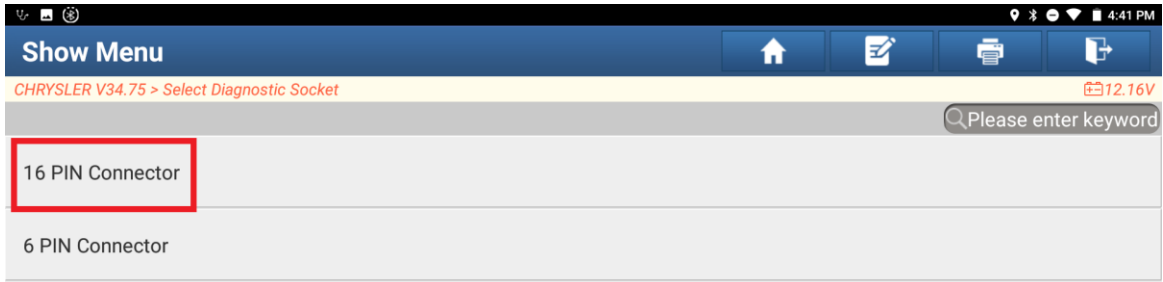 4:41 PM
Show Menu
CHRYSLER V34.75 > Select Diagnostic Socket
12.16V
Please enter keyword
16 PIN Connector
6 PIN Connector